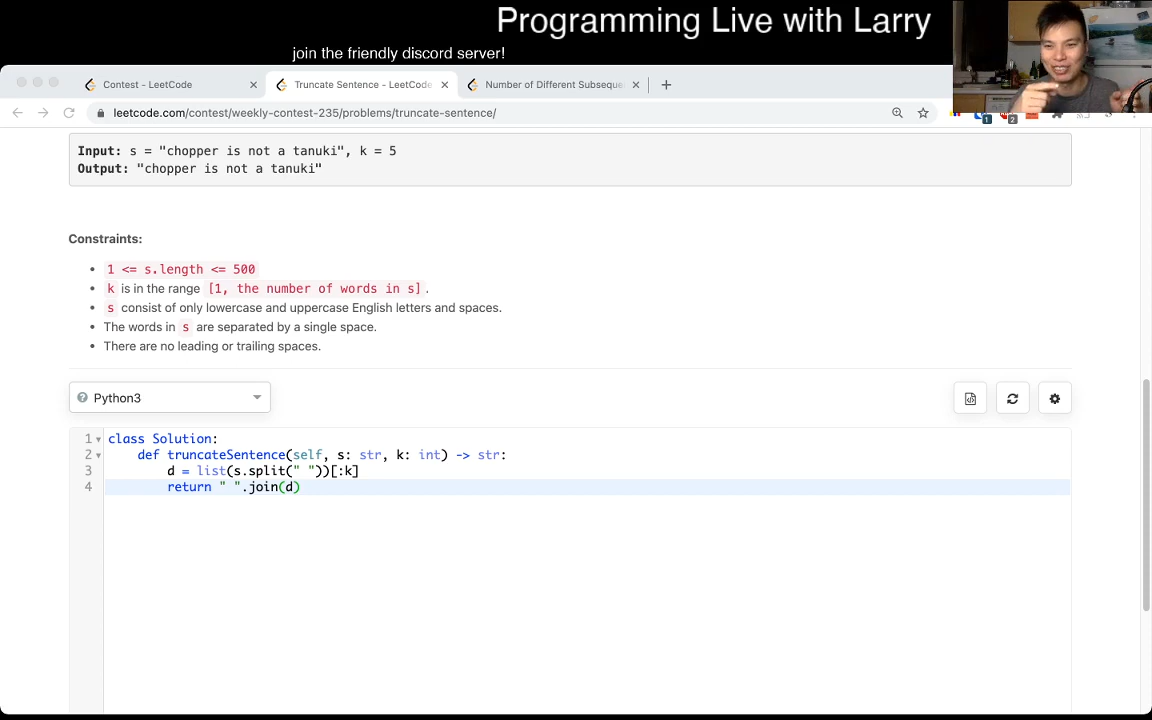 Programming Live with Larry
join the friendly discord server!
Contest - LeetCode
Truncate Sentence - LeetCode
Number of Different Subseque
leetcode.com/contest/weekly-contest-235/problems/truncate-sentence/
1
2
Input: s = "chopper is not a tanuki", k = 5
Output: "chopper is not a tanuki"
Constraints:
1 <= s.length <= 500
k is in the range [1, the number of words in s].
s consist of only lowercase and uppercase English letters and spaces.
The words in s are separated by a single space.
There are no leading or trailing spaces.
Python3
1 class Solution:
2 def truncateSentence(self, s: str, k: int) -> str:
3 d = list(s.split(" "))[:k]
4 return " ".join(d)